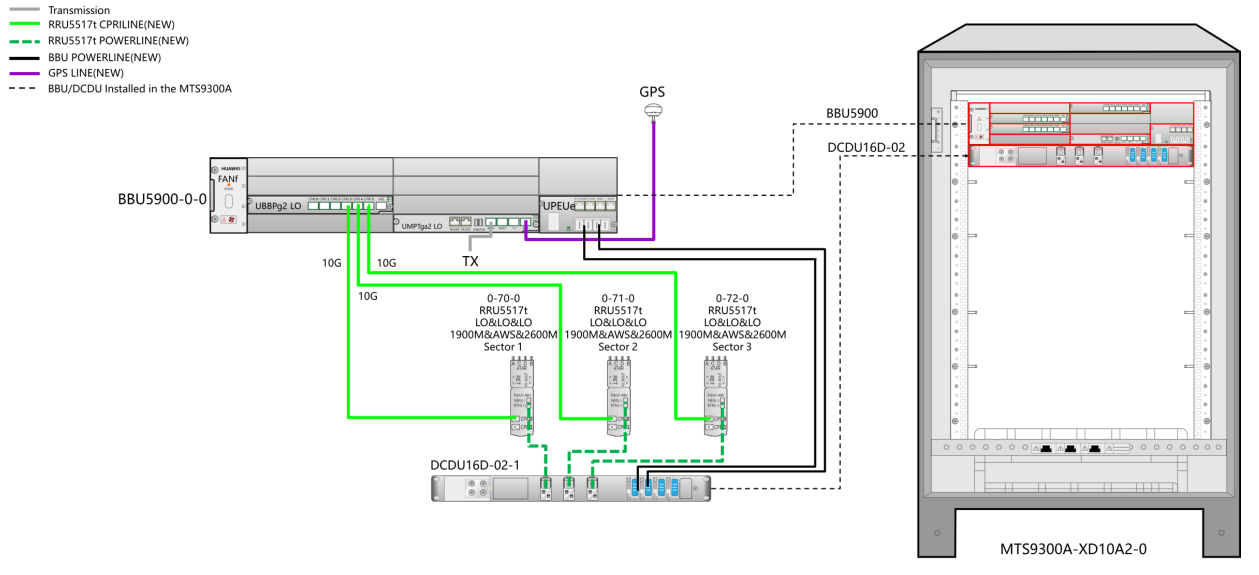 Transmission
RRU5517t CPRILINE(NEW)
RRU5517t POWERLINE(NEW)
BBU POWERLINE(NEW)
GPS LINE(NEW)
BBU/DCDU Installed in the MTS9300A
GPS
BBU5900
DCDU16D-02
HUAWEI
FANf
BBU5900-0-0
UBBPg2 LO
UPEUe
UMPTga2 LO
TX
10G
10G
10G
0-70-0
RRU5517t
LO&LO&LO
1900M&AWS&2600M
Sector 1
0-71-0
RRU5517t
LO&LO&LO
1900M&AWS&2600M
Sector 2
0-72-0
RRU5517t
LO&LO&LO
1900M&AWS&2600M
Sector 3
DCDU16D-02-1
MTS9300A-XD10A2-0